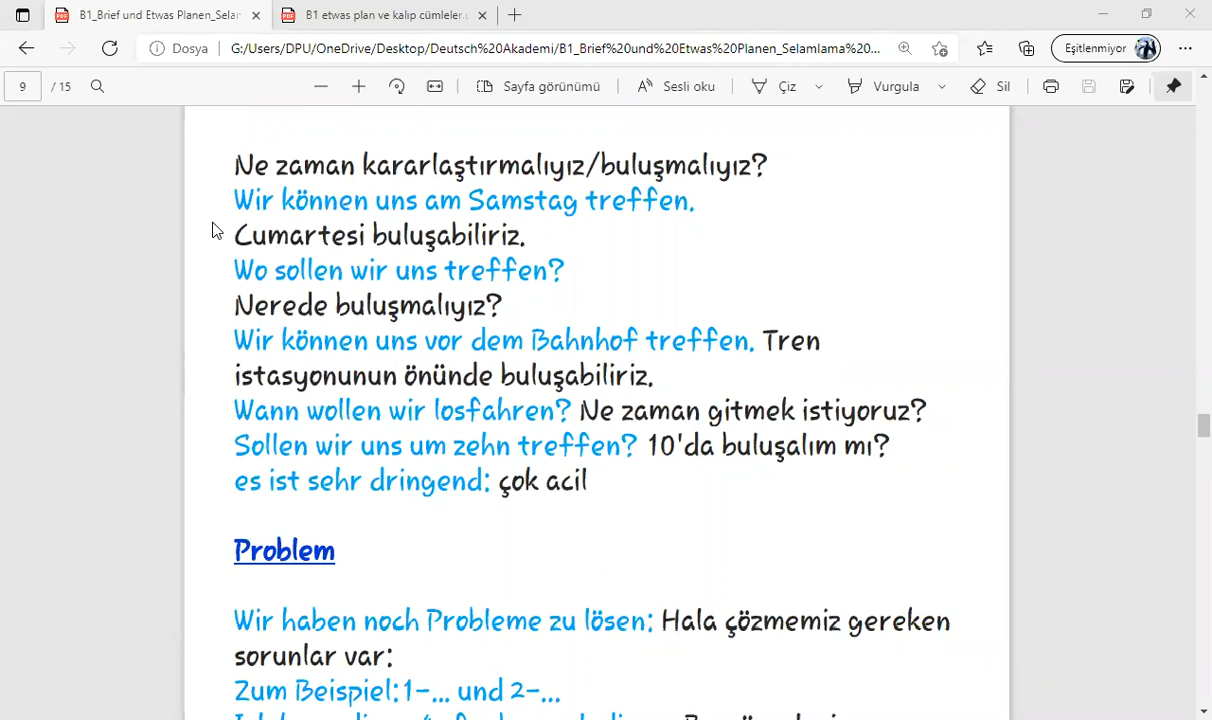 B1_Brief und Etwas Planen_Selan
B1 etwas plan ve kalıp cümleler.
Dosya
G:/Users/DPU/OneDrive/Desktop/Deutsch%20Akademi/B1_Brief%20und%20Etwas%20Planen_Selamlama%20...
Eşitlenmiyor
9 / 15
Sayfa görünümü
Sesli oku
Çiz
Vurgula
Sil
Ne zaman kararlaştırmalıyız/buluşmalıyız?
Wir können uns am Samstag treffen.
Cumartesi buluşabiliriz.
Wo sollen wir uns treffen?
Nerede buluşmalıyız?
Wir können uns vor dem Bahnhof treffen. Tren
istasyonunun önünde buluşabiliriz.
Wann wollen wir losfahren? Ne zaman gitmek istiyoruz?
Sollen wir uns um zehn treffen? 10'da buluşalım mı?
es ist sehr dringend: çok acil
Problem
Wir haben noch Probleme zu lösen: Hala çözmemiz gereken
sorunlar var:
Zum Beispiel:1-... und 2-...